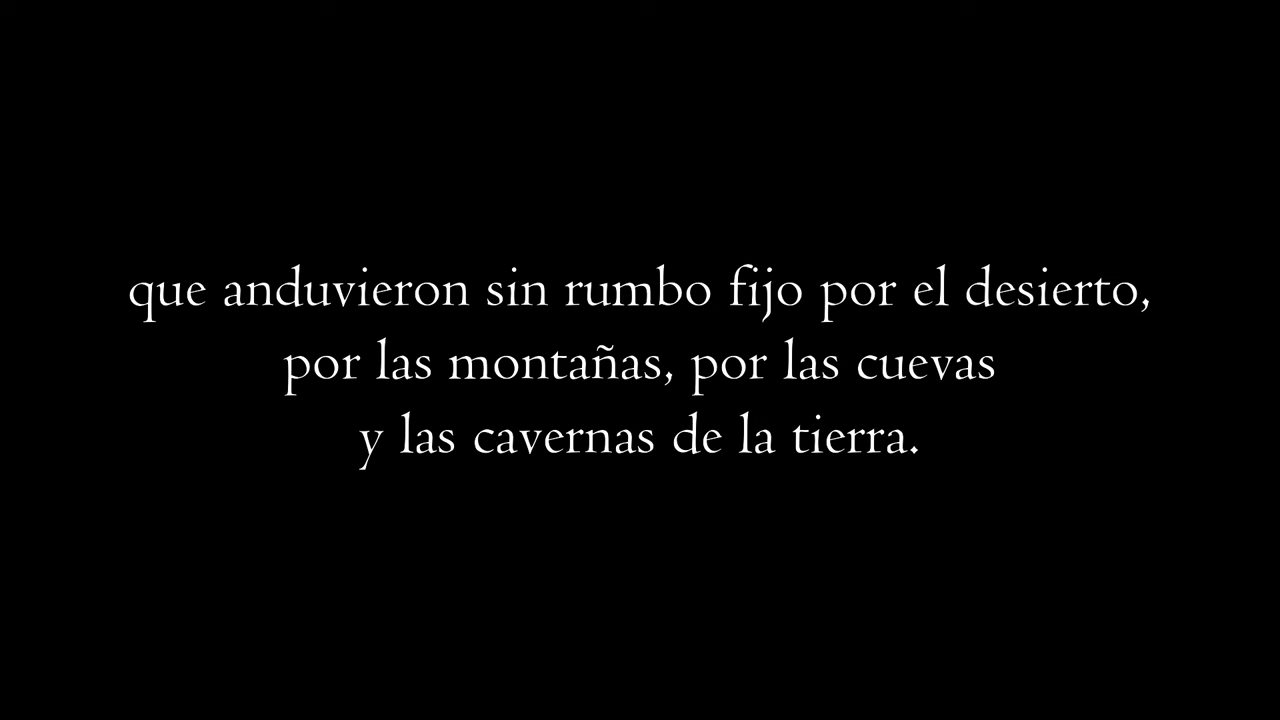 que anduvieron sin rumbo fijo por el desierto,
por las montañas, por las cuevas
y las cavernas de la tierra.